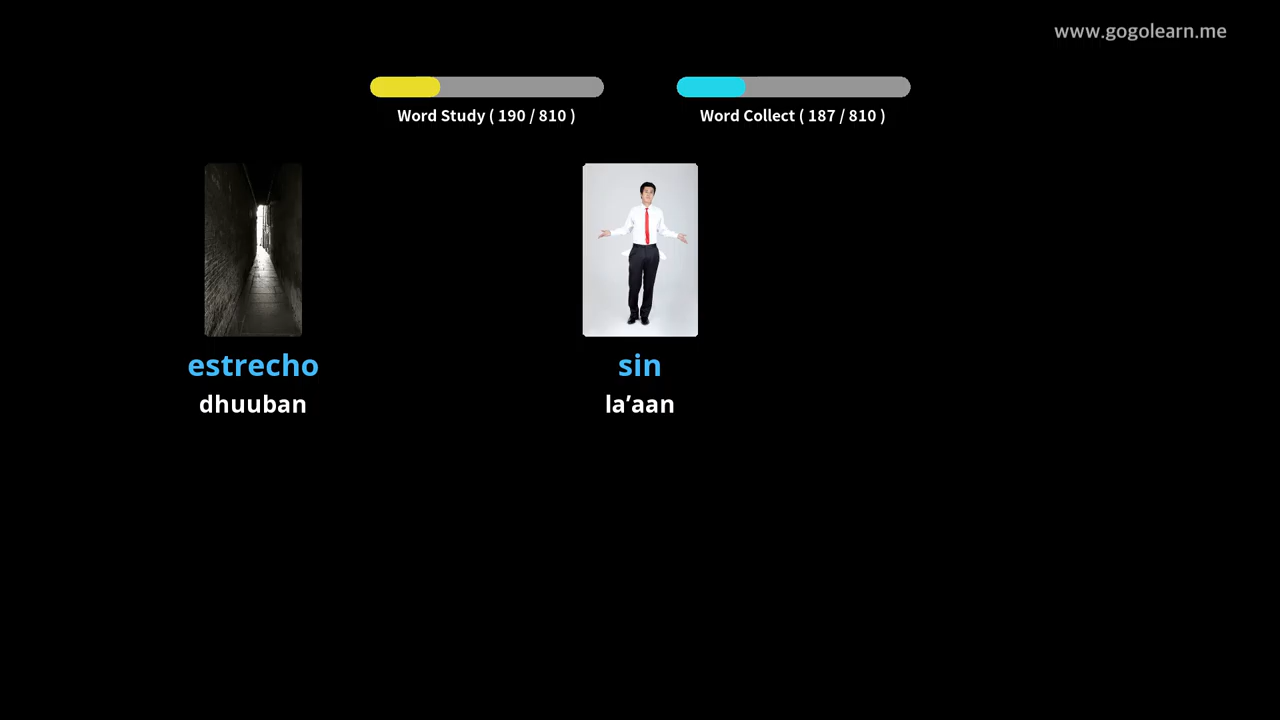 www.gogolearn.me
Word Study ( 190 / 810 )
Word Collect ( 187 / 810 )
estrecho
dhuuban
sin
la’aan